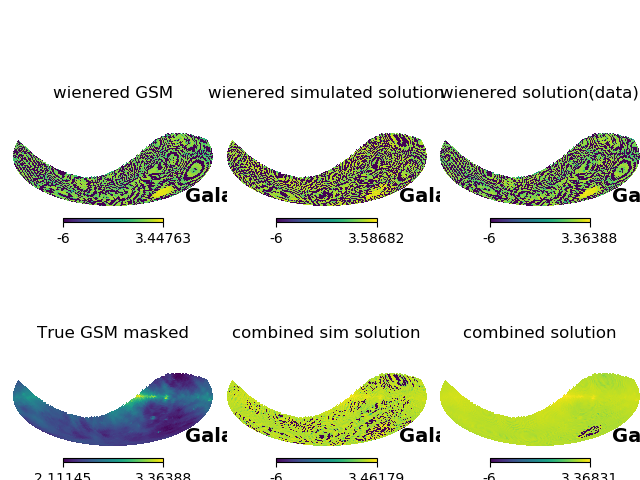 wienered GSM wienered simulated solution wienered solution(data)
Gala Gala Ga
-6 3.44763 -6 3.58682 -6 3.36388
True GSM masked combined sim solution combined solution
Gala Gala Ga
2.11145 3.36388 -6 3.46179 -6 3.36831